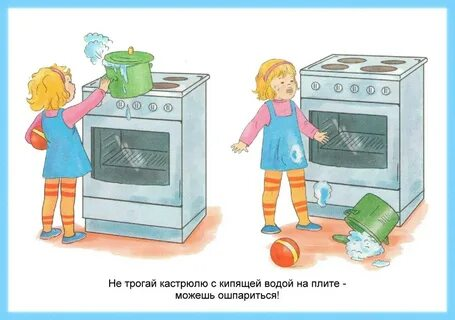 Не трогай кастрюлю с кипящей водой на плите -
можешь ошпариться!